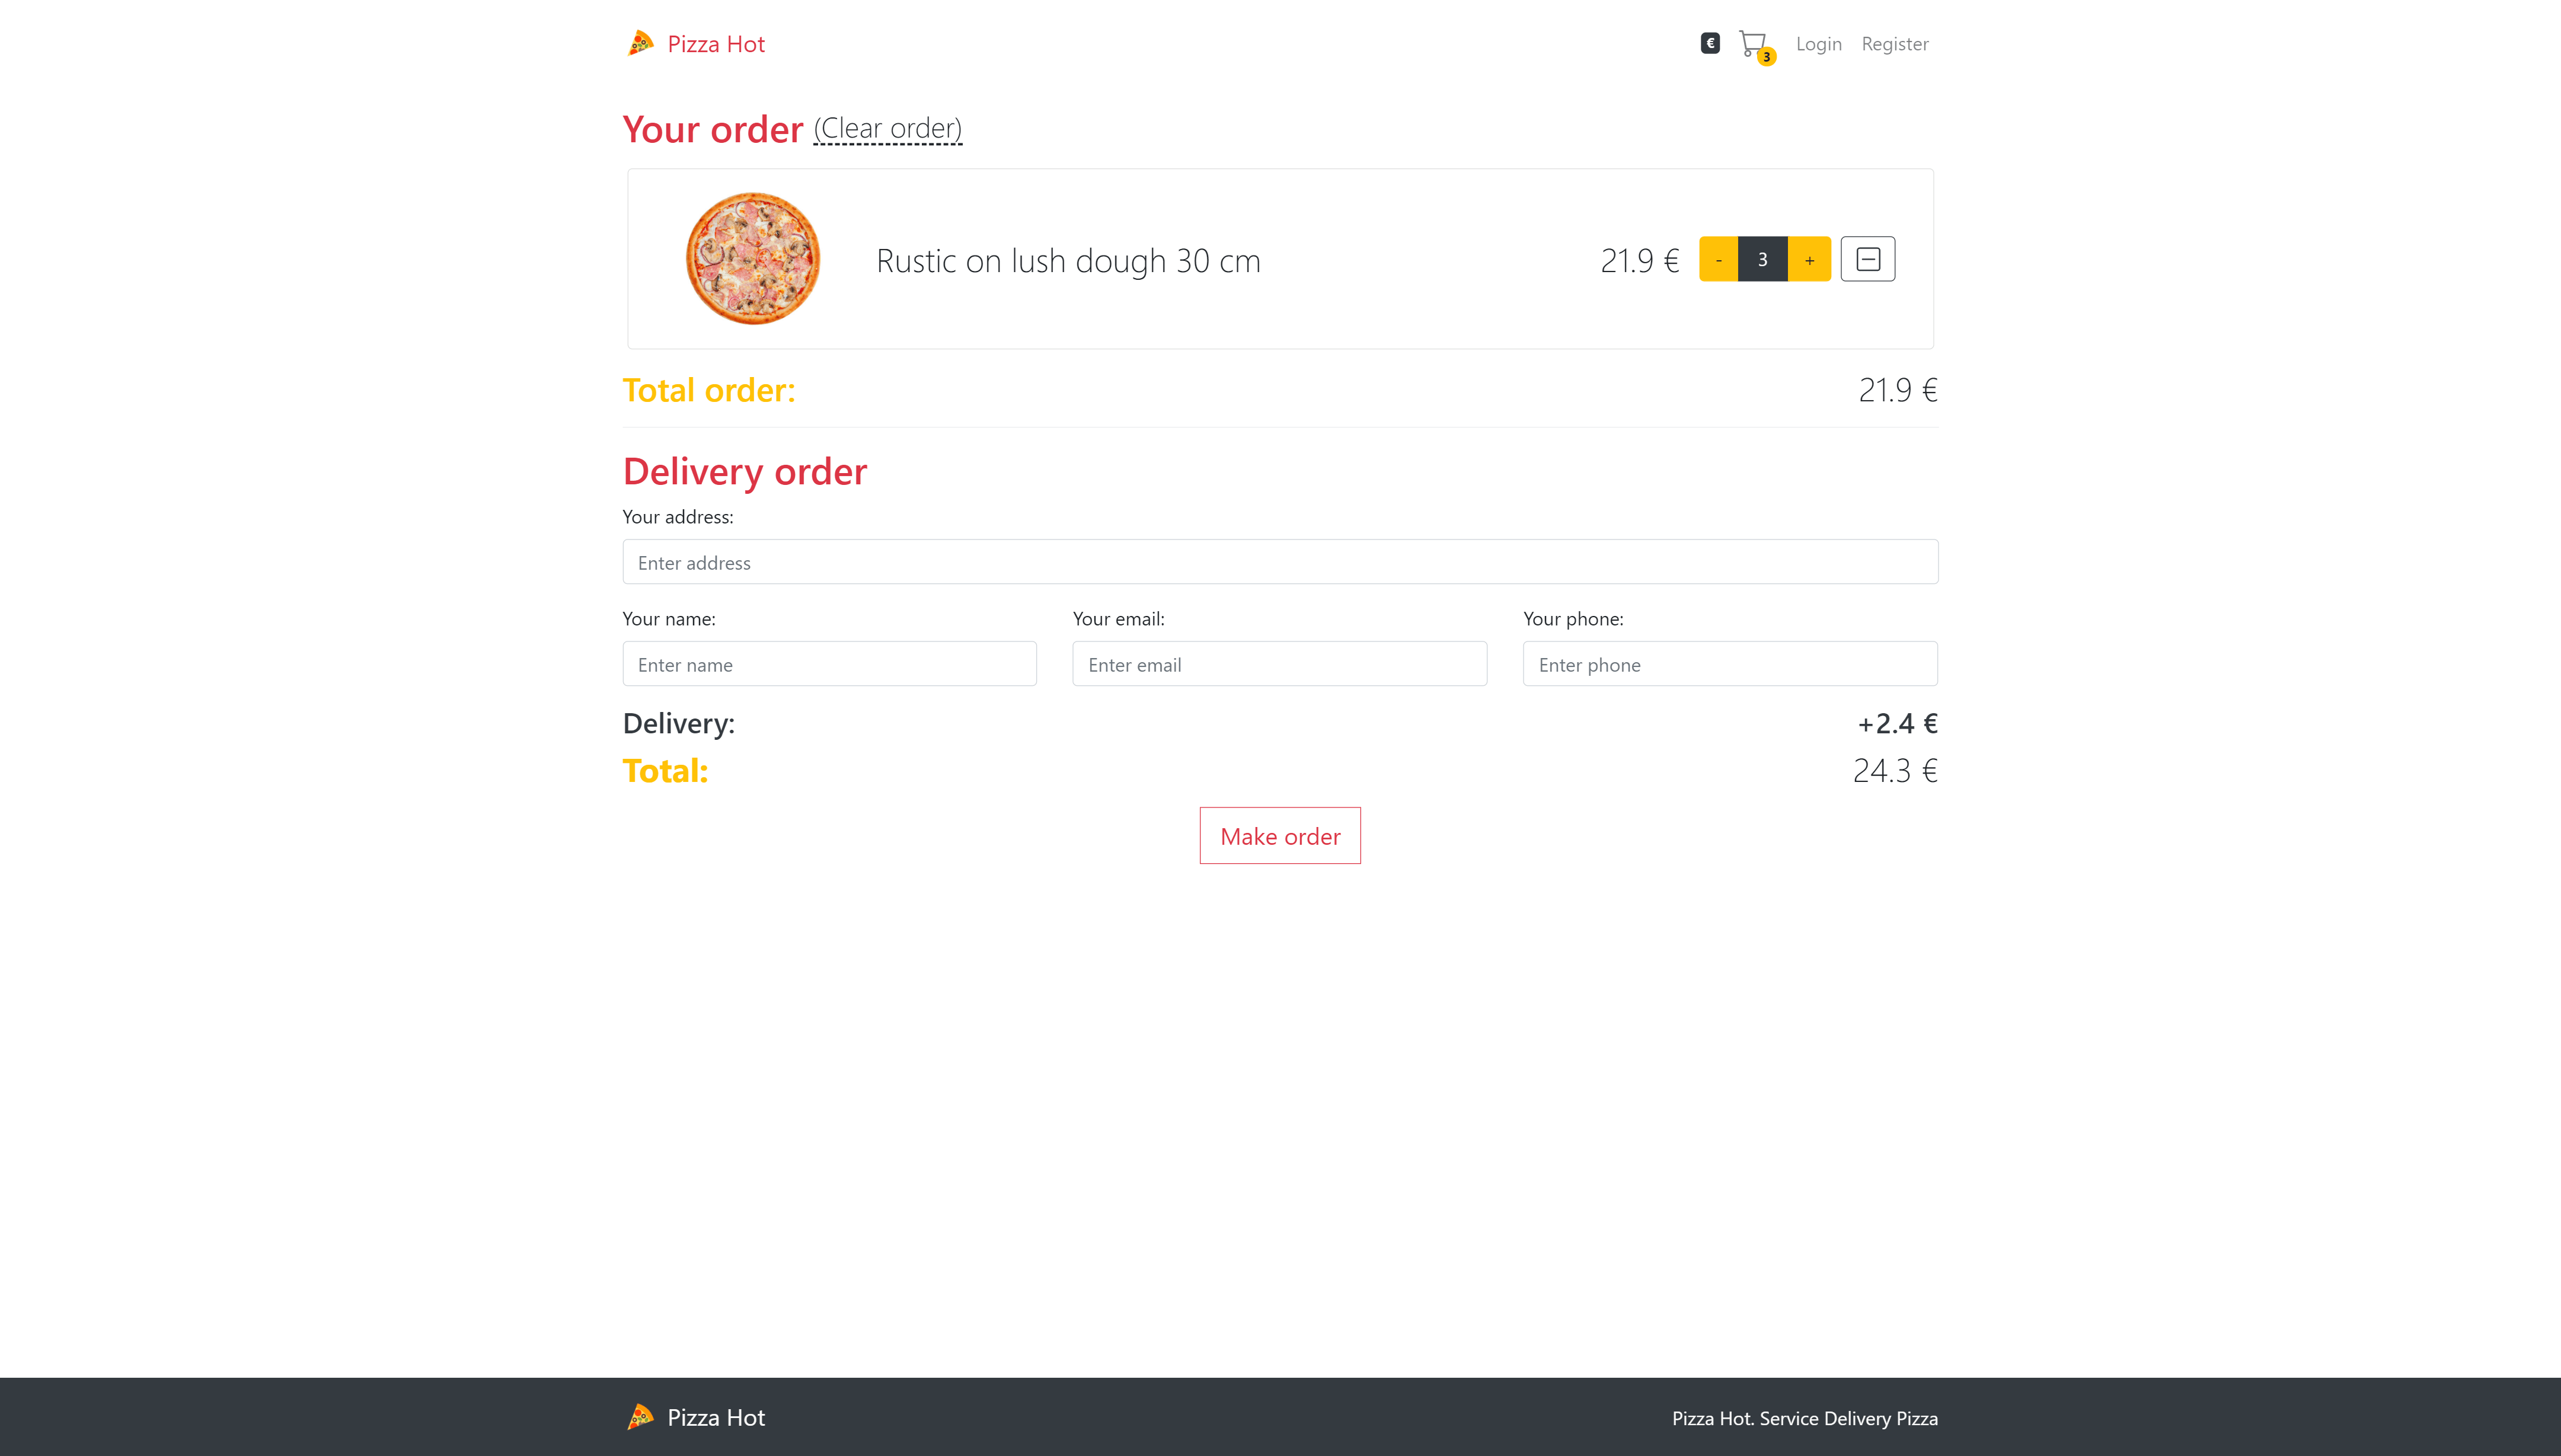 Pizza Hot
€ 3 Login Register
Your order (Clear order)
Rustic on lush dough 30 cm 21.9 € - 3 +
Total order: 21.9 €
Delivery order
Your address:
Enter address
Your name: Your email: Your phone:
Enter name Enter email Enter phone
Delivery: +2.4 €
Total: 24.3 €
Make order
Pizza Hot Pizza Hot. Service Delivery Pizza